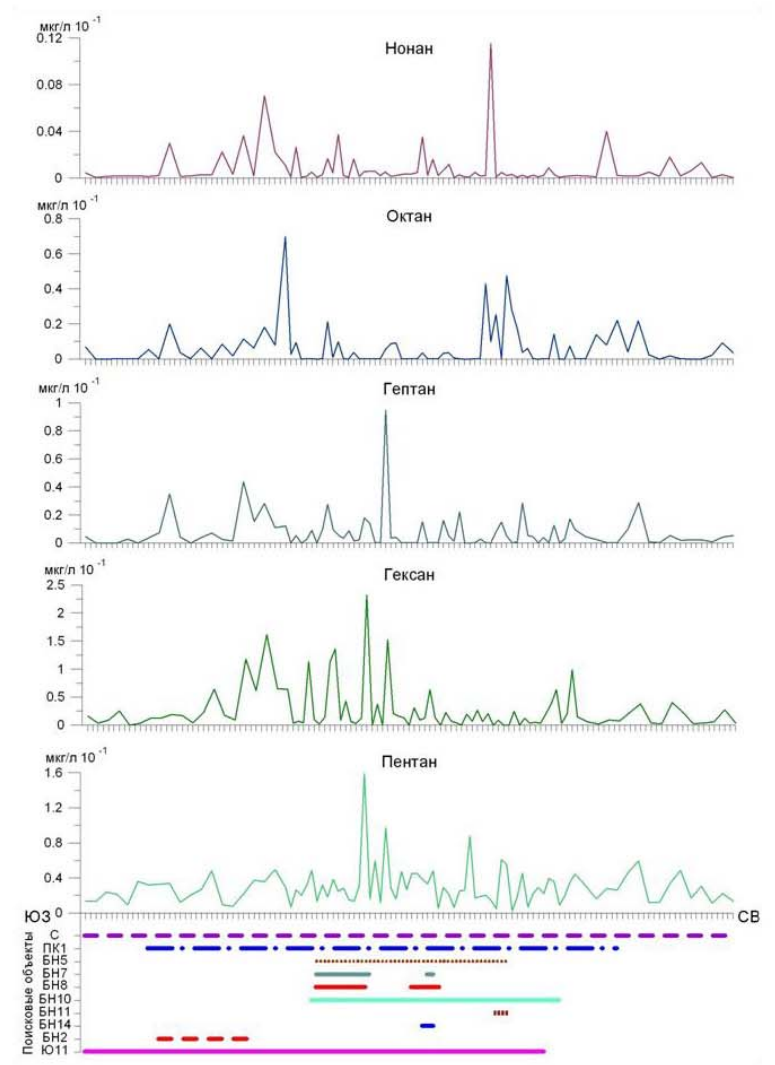 мкг/л 10 -1
Нонан
0.12
0.08
0.04
0
мкг/л 10 -1
Октан
0.8
0.6
0.4
0.2
0
мкг/л 10 -1
Гептан
1
0.8
0.6
0.4
0.2
0
мкг/л 10 -1
Гексан
2.5
2
1.5
1
0.5
0
мкг/л 10 -1
Пентан
1.6
1.2
0.8
0.4
0
ЮЗ
СВ
Поисковые объекты
С
ПК1
БН5
БН7
БН8
БН10
БН11
БН14
БН2
Ю11